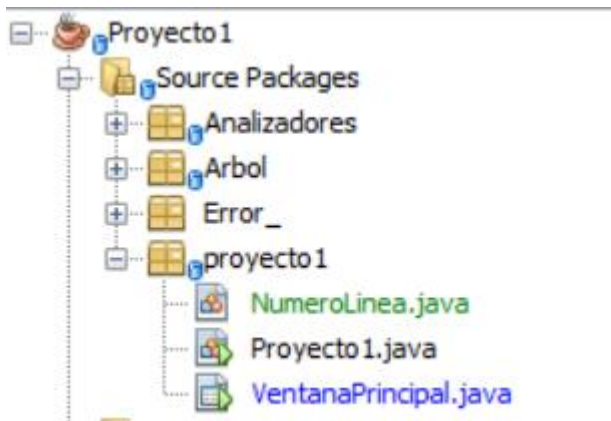 Proyecto1
Source Packages
Analizadores
Arbol
Error_
proyecto1
NumeroLinea.java
Proyecto1.java
VentanaPrincipal.java